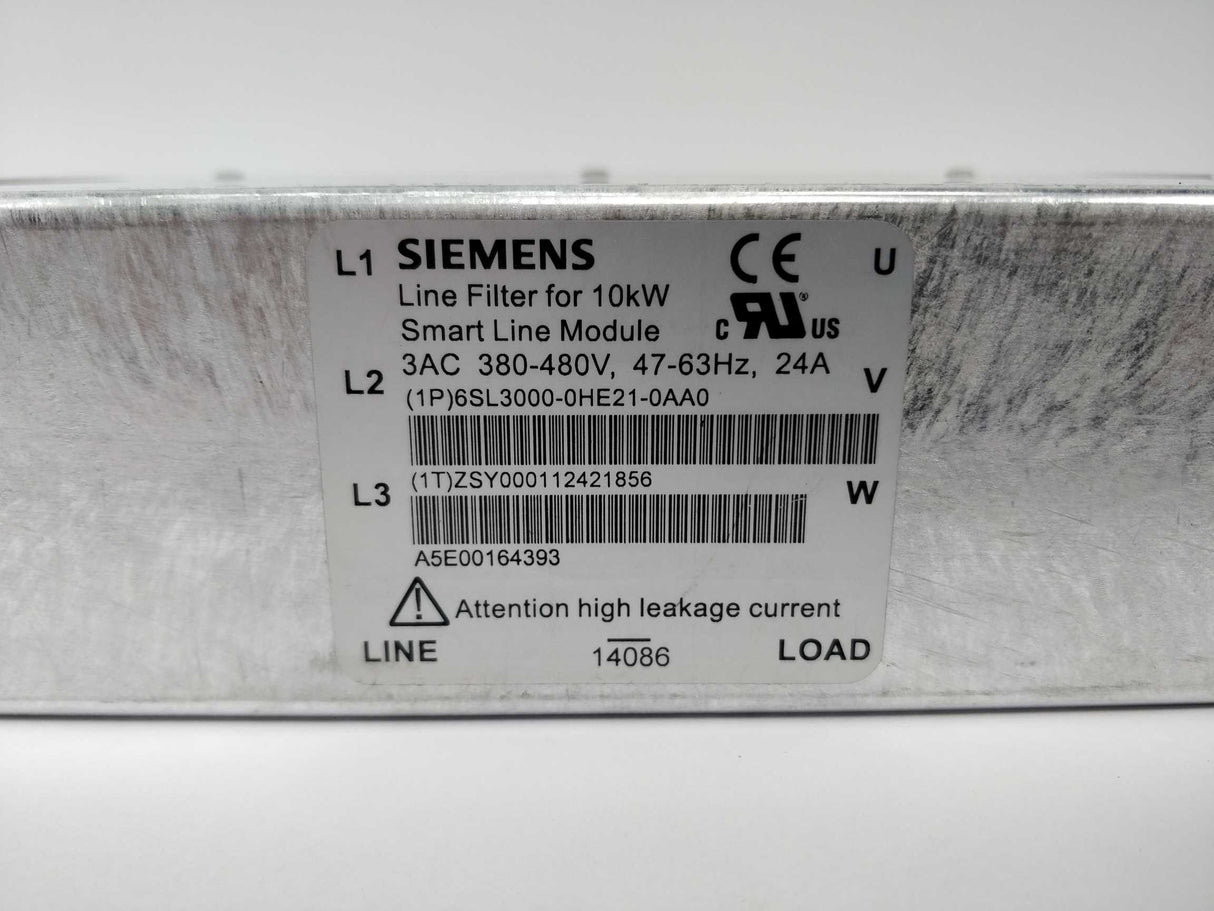 L1 SIEMENS CE U
Line Filter for 10kW
Smart Line Module c RU ® US
L2 3AC 380-480V, 47-63Hz, 24A V
(1P)6SL3000-0HE21-0AA0
(1T)ZSY000112421856
L3 W
A5E00164393
! Attention high leakage current
LINE 14086 LOAD